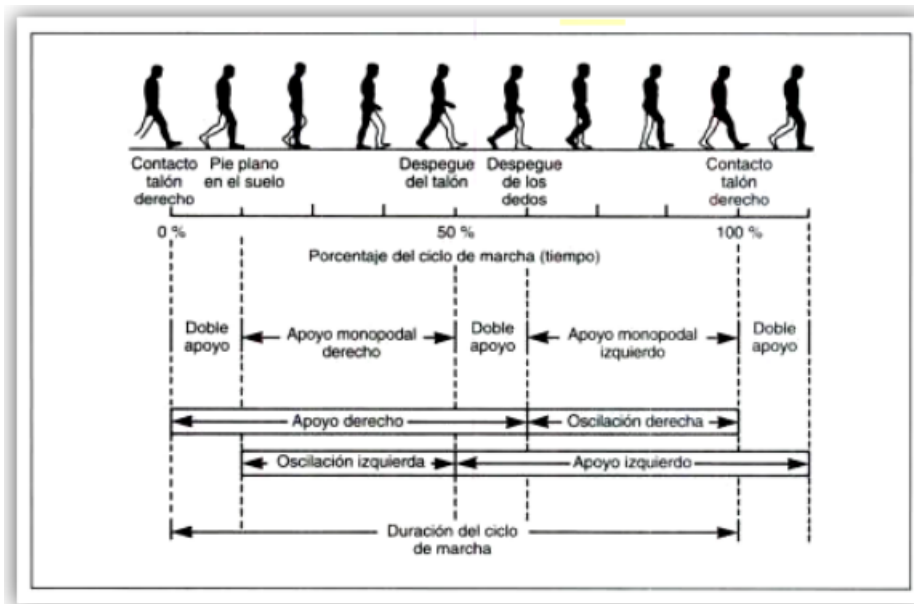 Contacto
talón
derecho
Pie plano
en el suelo
Despegue
del talón
Despegue
de los
dedos
Contacto
talón
derecho
0 %
50 %
100 %
Porcentaje del ciclo de marcha (tiempo)
Doble
apoyo
Apoyo monopodal
derecho
Doble
apoyo
Apoyo monopodal
izquierdo
Doble
apoyo
Apoyo derecho
Oscilación derecha
Oscilación izquierda
Apoyo izquierdo
Duración del ciclo
de marcha